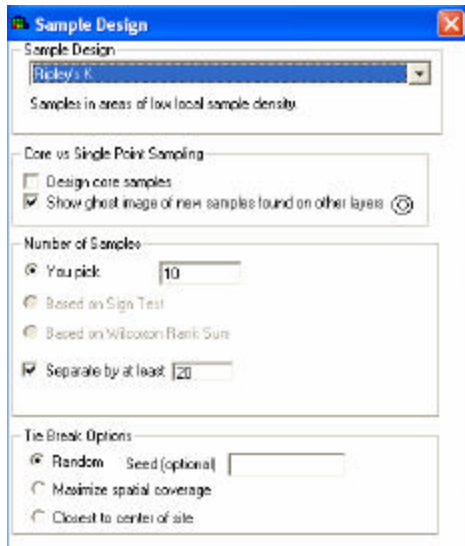 Sample Design
Sample Design
Ripley's K
Samples in areas of low local sample density.
Core vs Single Point Sampling
Design core samples
Show ghost image of new samples found on other layers
Number of Samples
You pick 10
Based on Sign Test
Based on Wilcoxon Rank Sum
Separate by at least 20
Tie Break Options
Random Seed (optional)
Maximize spatial coverage
Closest to center of site